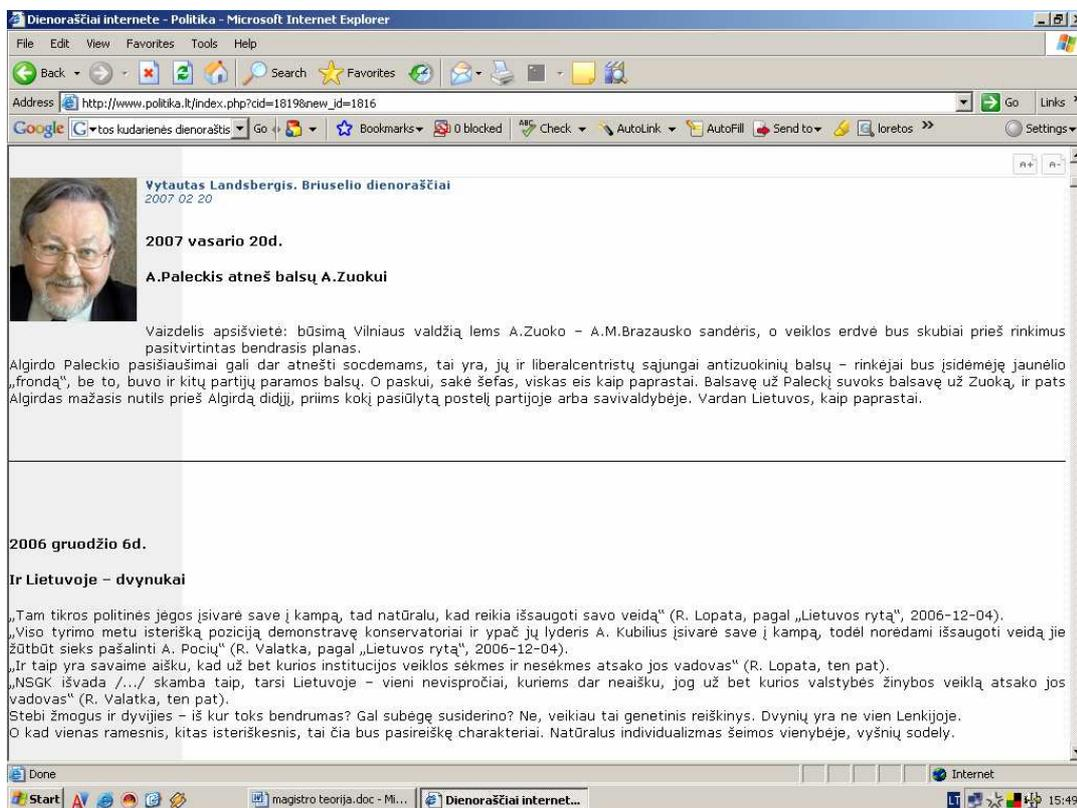 Dienoraščiai internete - Politika - Microsoft Internet Explorer
File Edit View Favorites Tools Help
Back Search Favorites
Address http://www.politika.lt/index.php?cid=1819&new_id=1816 Go Links
Google tos kudarienės dienoraštis Go Bookmarks 0 blocked Check AutoLink AutoFill Send to loretos Settings
A+ A-
Vytautas Landsbergis. Briuselio dienoraščiai
2007 02 20
2007 vasario 20d.
A.Paleckis atneš balsų A.Zuokui
Vaizdelis apsišvietė: būsimą Vilniaus valdžią lems A.Zuoko – A.M.Brazausko sandėris, o veiklos erdvė bus skubiai prieš rinkimus
pasitvirtintas bendrasis planas.
Algirdo Paleckio pasišiaušimai gali dar atnešti socdemams, tai yra, jų ir liberalcentristų sąjungai antizuokinių balsų – rinkėjai bus įsidėmėję jaunėlio
„frondą“, be to, buvo ir kitų partijų paramos balsų. O paskui, sakė šefas, viskas eis kaip paprastai. Balsavę už Paleckį suvoks balsavę už Zuoką, ir pats
Algirdas mažasis nutils prieš Algirdą didįjį, priims kokį pasiūlytą postelį partijoje arba savivaldybėje. Vardan Lietuvos, kaip paprastai.
2006 gruodžio 6d.
Ir Lietuvoje – dvynukai
„Tam tikros politinės jėgos įsivarė save į kampą, tad natūralu, kad reikia išsaugoti savo veidą“ (R. Lopata, pagal „Lietuvos rytą“, 2006-12-04).
„Viso tyrimo metu isterišką poziciją demonstravę konservatoriai ir ypač jų lyderis A. Kubilius įsivarė save į kampą, todėl norėdami išsaugoti veidą jie
žūtbūt sieks pašalinti A. Pocių“ (R. Valatka, pagal „Lietuvos rytą“, 2006-12-04).
„Ir taip yra savaime aišku, kad už bet kurios institucijos veiklos sėkmes ir nesėkmes atsako jos vadovas“ (R. Lopata, ten pat).
„NSGK išvada /.../ skamba taip, tarsi Lietuvoje – vieni nevispročiai, kuriems dar neaišku, jog už bet kurios valstybės žinybos veiklą atsako jos
vadovas“ (R. Valatka, ten pat).
Stebi žmogus ir dyvijies – iš kur toks bendrumas? Gal subėgę susiderino? Ne, veikiau tai genetinis reiškinys. Dvynių yra ne vien Lenkijoje.
O kad vienas ramesnis, kitas isteriškesnis, tai čia bus pasireiškę charakteriai. Natūralus individualizmas šeimos vienybėje, vyšnių sodely.
Done Internet
Start magistro teorija.doc - Mi... Dienoraščiai internet... LT 15:49